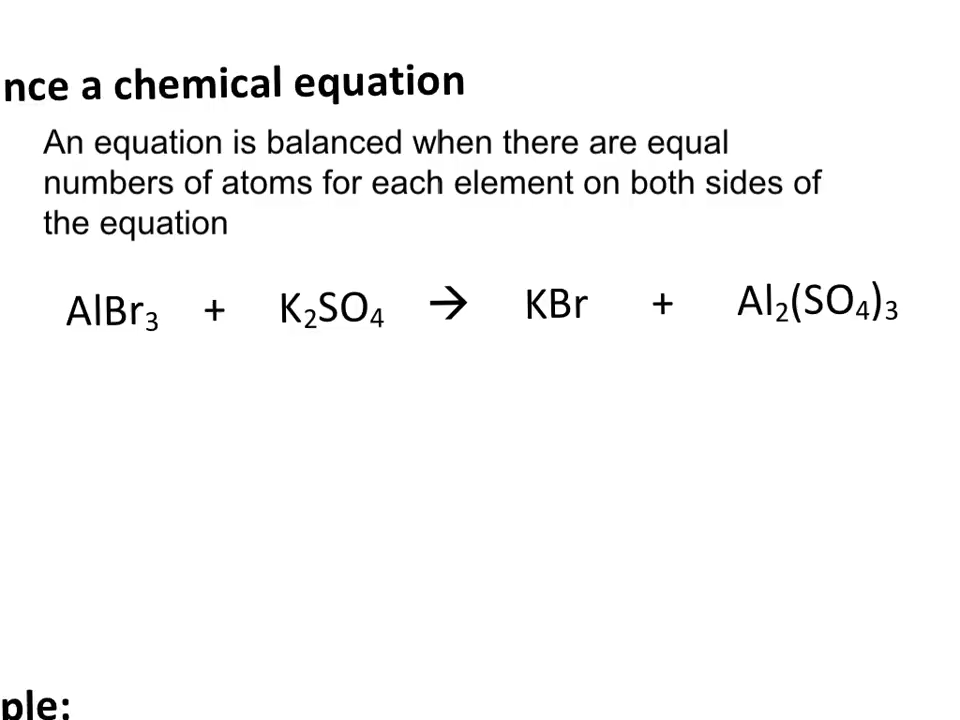 nce a chemical equation
An equation is balanced when there are equal
numbers of atoms for each element on both sides of
the equation
AlBr₃ + K₂SO₄ → KBr + Al₂(SO₄)₃
ple: